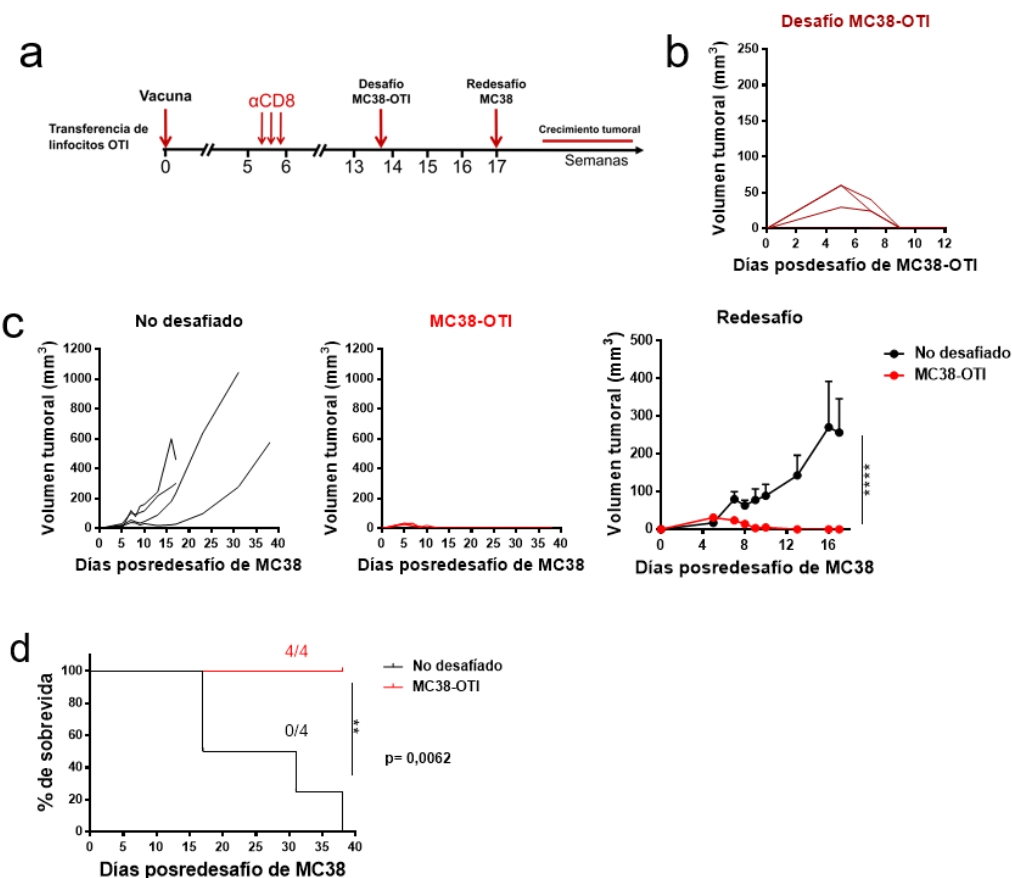 a
Vacuna
αCD8
Desafío
MC38-OTI
Redesafío
MC38
Transferencia de
linfocitos OTI
Crecimiento tumoral
0
5
6
13
14
15
16
17
Semanas
b
Desafío MC38-OTI
Volumen tumoral (mm3)
250
200
150
100
50
0
0 2 4 6 8 10 12
Días posdesafío de MC38-OTI
c
No desafiado
Volumen tumoral (mm3)
1200
1000
800
600
400
200
0
0 5 10 15 20 25 30 35 40
Días posredesafío de MC38
MC38-OTI
Volumen tumoral (mm3)
1200
1000
800
600
400
200
0
0 5 10 15 20 25 30 35 40
Días posredesafío de MC38
Redesafío
Volumen tumoral (mm3)
500
400
300
200
100
0
0 4 8 12 16
Días posredesafío de MC38
No desafiado
MC38-OTI
****
d
% de sobrevida
100
80
60
40
20
0
0 5 10 15 20 25 30 35 40
Días posredesafío de MC38
4/4
0/4
No desafíado
MC38-OTI
**
p= 0,0062